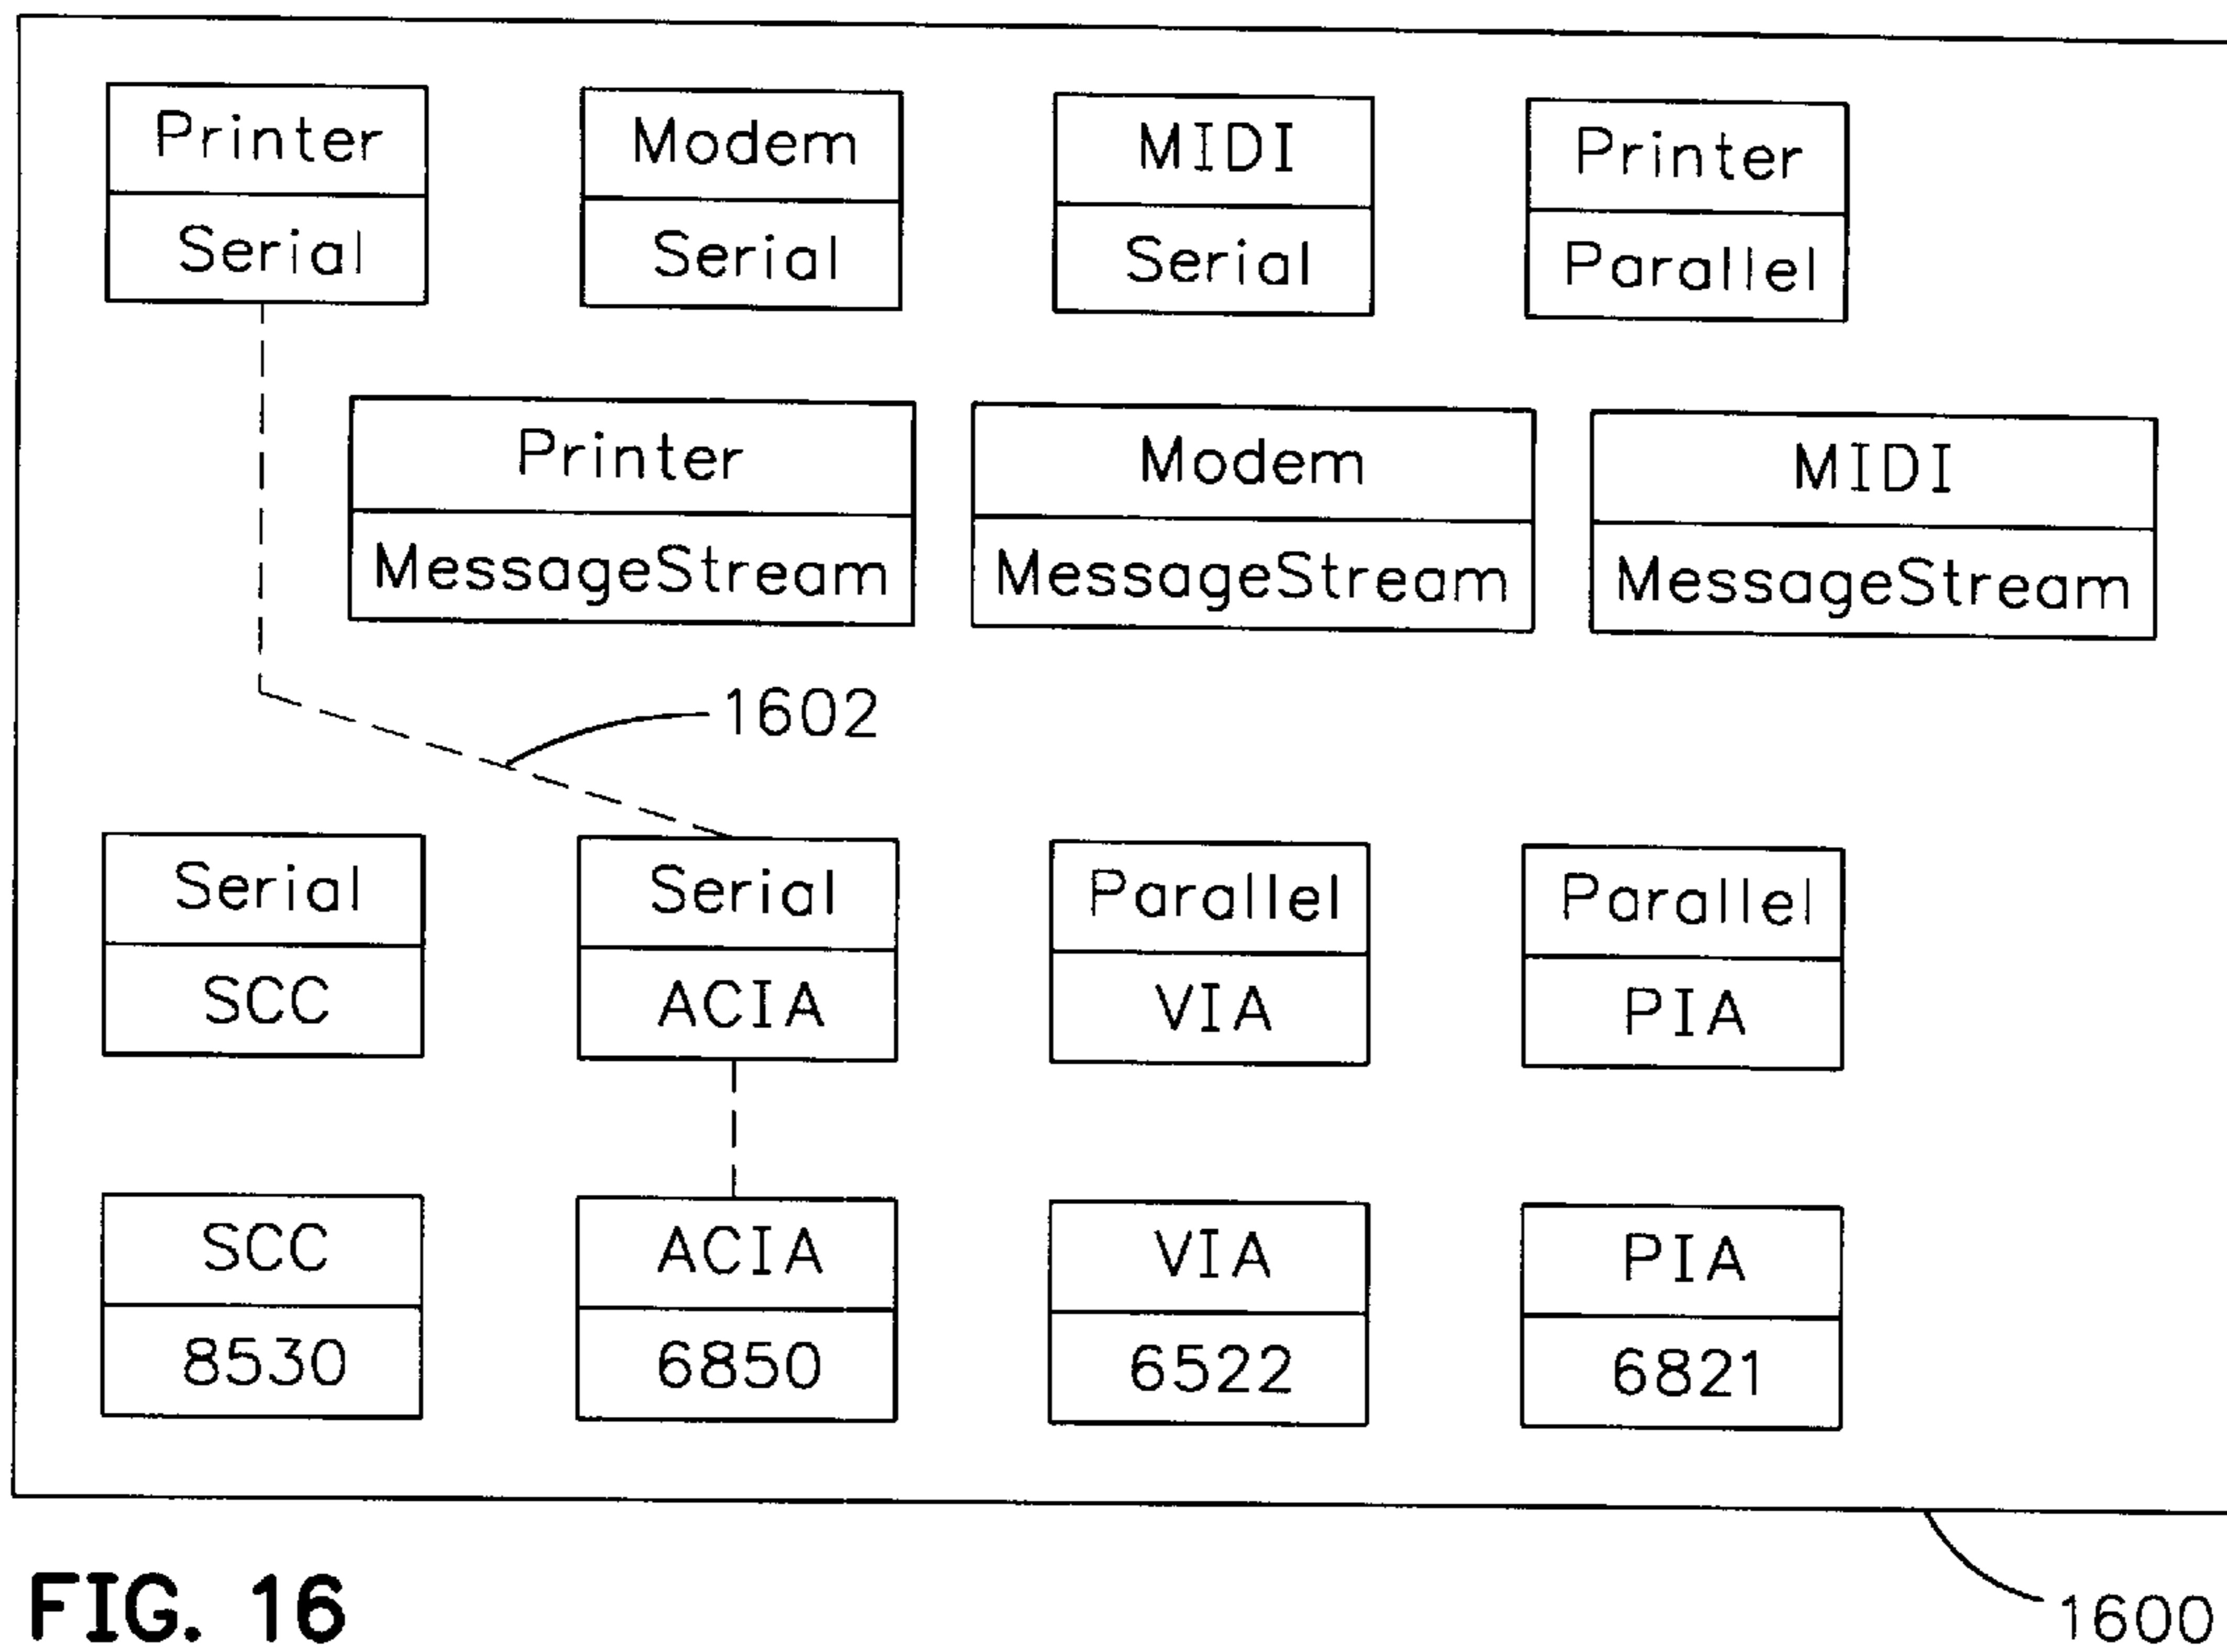 Printer
Serial
Modem
Serial
MIDI
Serial
Printer
Parallel
Printer
MessageStream
Modem
MessageStream
MIDI
MessageStream
1602
Serial
SCC
Serial
ACIA
Parallel
VIA
Parallel
PIA
SCC
8530
ACIA
6850
VIA
6522
PIA
6821
FIG. 16
1600